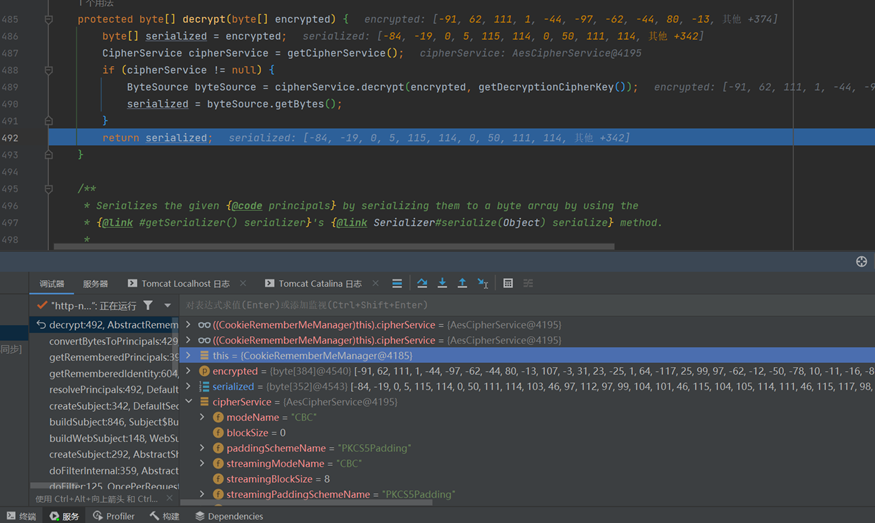 1个用法
485 protected byte[] decrypt(byte[] encrypted) { encrypted: [-91, 62, 111, 1, -44, -97, -62, -44, 80, -13, 其他 +374]
486 byte[] serialized = encrypted; serialized: [-84, -19, 0, 5, 115, 114, 0, 50, 111, 114, 其他 +342]
487 CipherService cipherService = getCipherService(); cipherService: AesCipherService@4195
488 if (cipherService != null) {
489 ByteSource byteSource = cipherService.decrypt(encrypted, getDecryptionCipherKey()); encrypted: [-91, 62, 111, 1, -44, -9
490 serialized = byteSource.getBytes();
491 }
492 return serialized; serialized: [-84, -19, 0, 5, 115, 114, 0, 50, 111, 114, 其他 +342]
493 }
494
495 /**
496 * Serializes the given {@code principals} by serializing them to a byte array by using the
497 * {@link #getSerializer() serializer}'s {@link Serializer#serialize(Object) serialize} method.
498 *
调试器 服务器 Tomcat Localhost 日志 × Tomcat Catalina 日志 ×
"http-n...": 正在运行
对表达式求值(Enter)或添加监视(Ctrl+Shift+Enter)
decrypt:492, AbstractRemem
((CookieRememberMeManager)this).cipherService = {AesCipherService@4195}
convertBytesToPrincipals:429
((CookieRememberMeManager)this).cipherService = {AesCipherService@4195}
同步]
getRememberedPrincipals:39
this = {CookieRememberMeManager@4185}
getRememberedIdentity:604,
encrypted = {byte[384]@4540} [-91, 62, 111, 1, -44, -97, -62, -44, 80, -13, 107, -3, 31, 23, -25, 1, 64, -117, 25, 99, 97, -62, -12, -50, -78, 10, -11, -16, -8
resolvePrincipals:492, Default
serialized = {byte[352]@4543} [-84, -19, 0, 5, 115, 114, 0, 50, 111, 114, 103, 46, 97, 112, 97, 99, 104, 101, 46, 115, 104, 105, 114, 111, 46, 115, 117, 98,
createSubject:342, DefaultSec
cipherService = {AesCipherService@4195}
buildSubject:846, Subject$Bu
modeName = "CBC"
buildWebSubject:148, WebSu
blockSize = 0
createSubject:292, AbstractSh
paddingSchemeName = "PKCS5Padding"
doFilterInternal:359, Abstract
streamingModeName = "CBC"
doFilter:125, OncePerReques
streamingBlockSize = 8
使用 Ctrl+Alt+向上箭头 和 Ctrl... ×
streamingPaddingSchemeName = "PKCS5Padding"
终端 服务 Profiler 构建 Dependencies